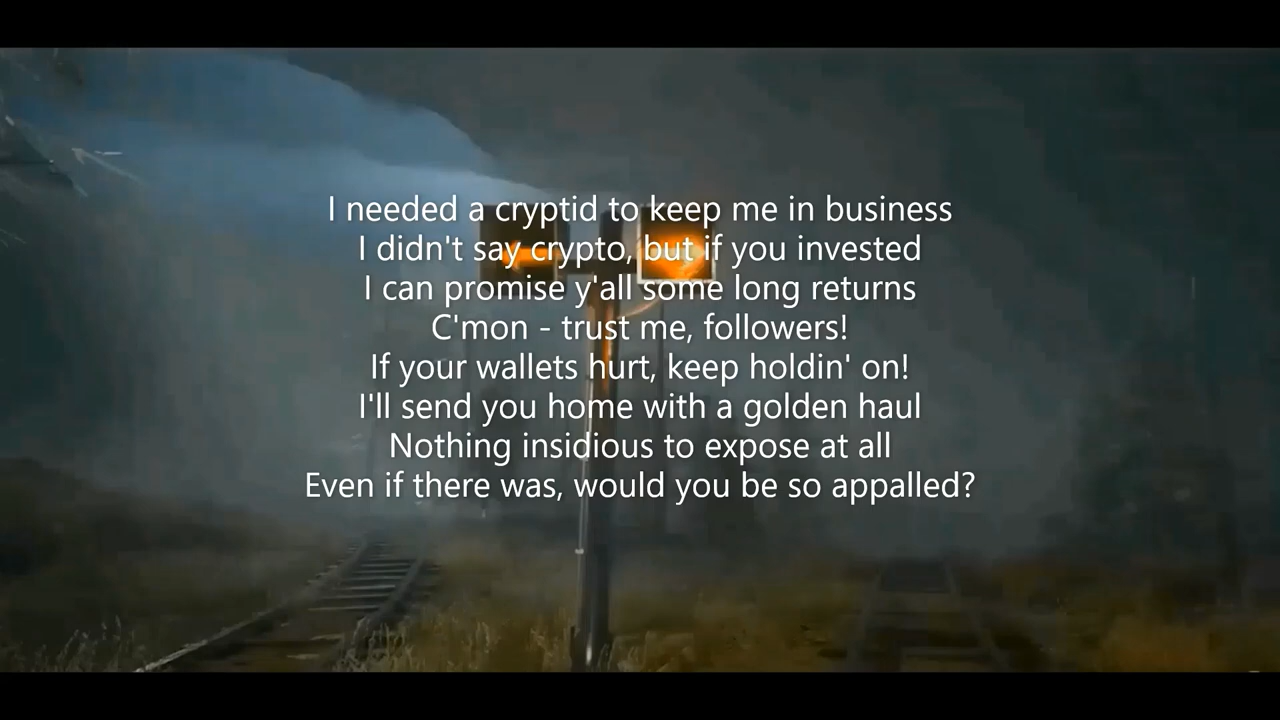 I needed a cryptid to keep me in business
I didn't say crypto, but if you invested
I can promise y'all some long returns
C'mon - trust me, followers!
If your wallets hurt, keep holdin' on!
I'll send you home with a golden haul
Nothing insidious to expose at all
Even if there was, would you be so appalled?